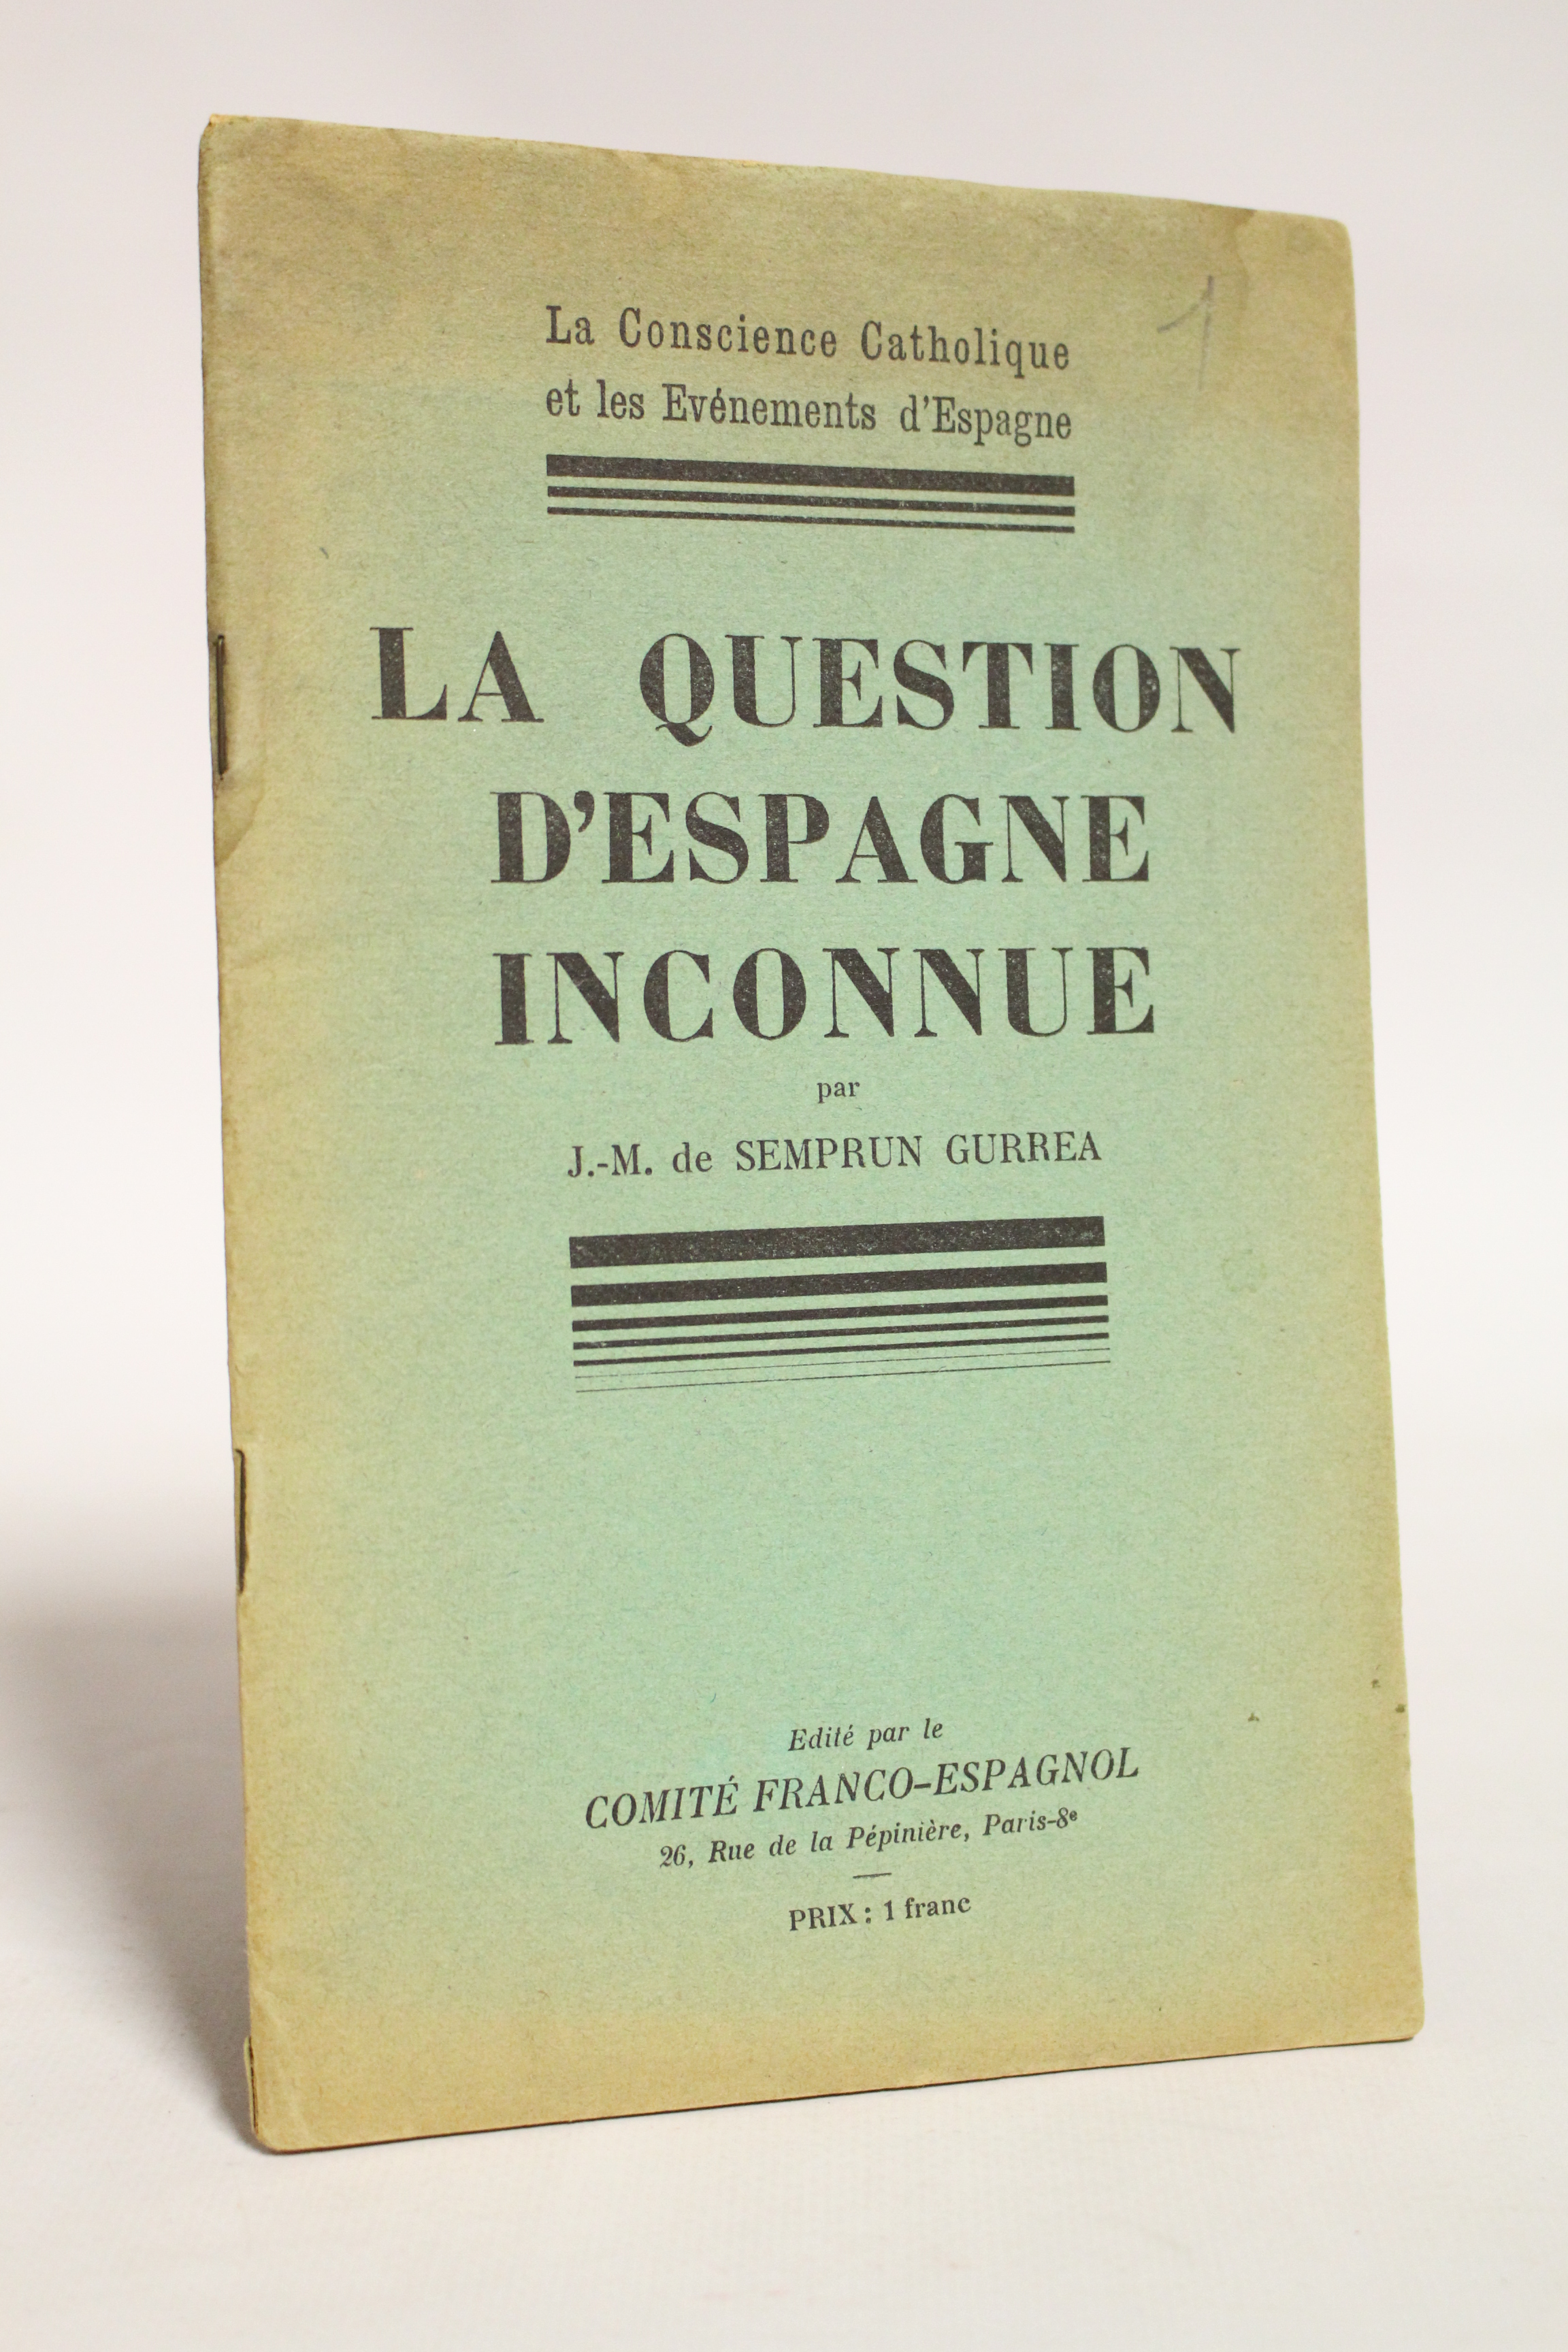 1
La Conscience Catholique
et les Evénements d'Espagne
LA QUESTION
D'ESPAGNE
INCONNUE
par
J.-M. de SEMPRUN GURREA
Edité par le
COMITÉ FRANCO-ESPAGNOL
26, Rue de la Pépinière, Paris-8e
PRIX : 1 franc